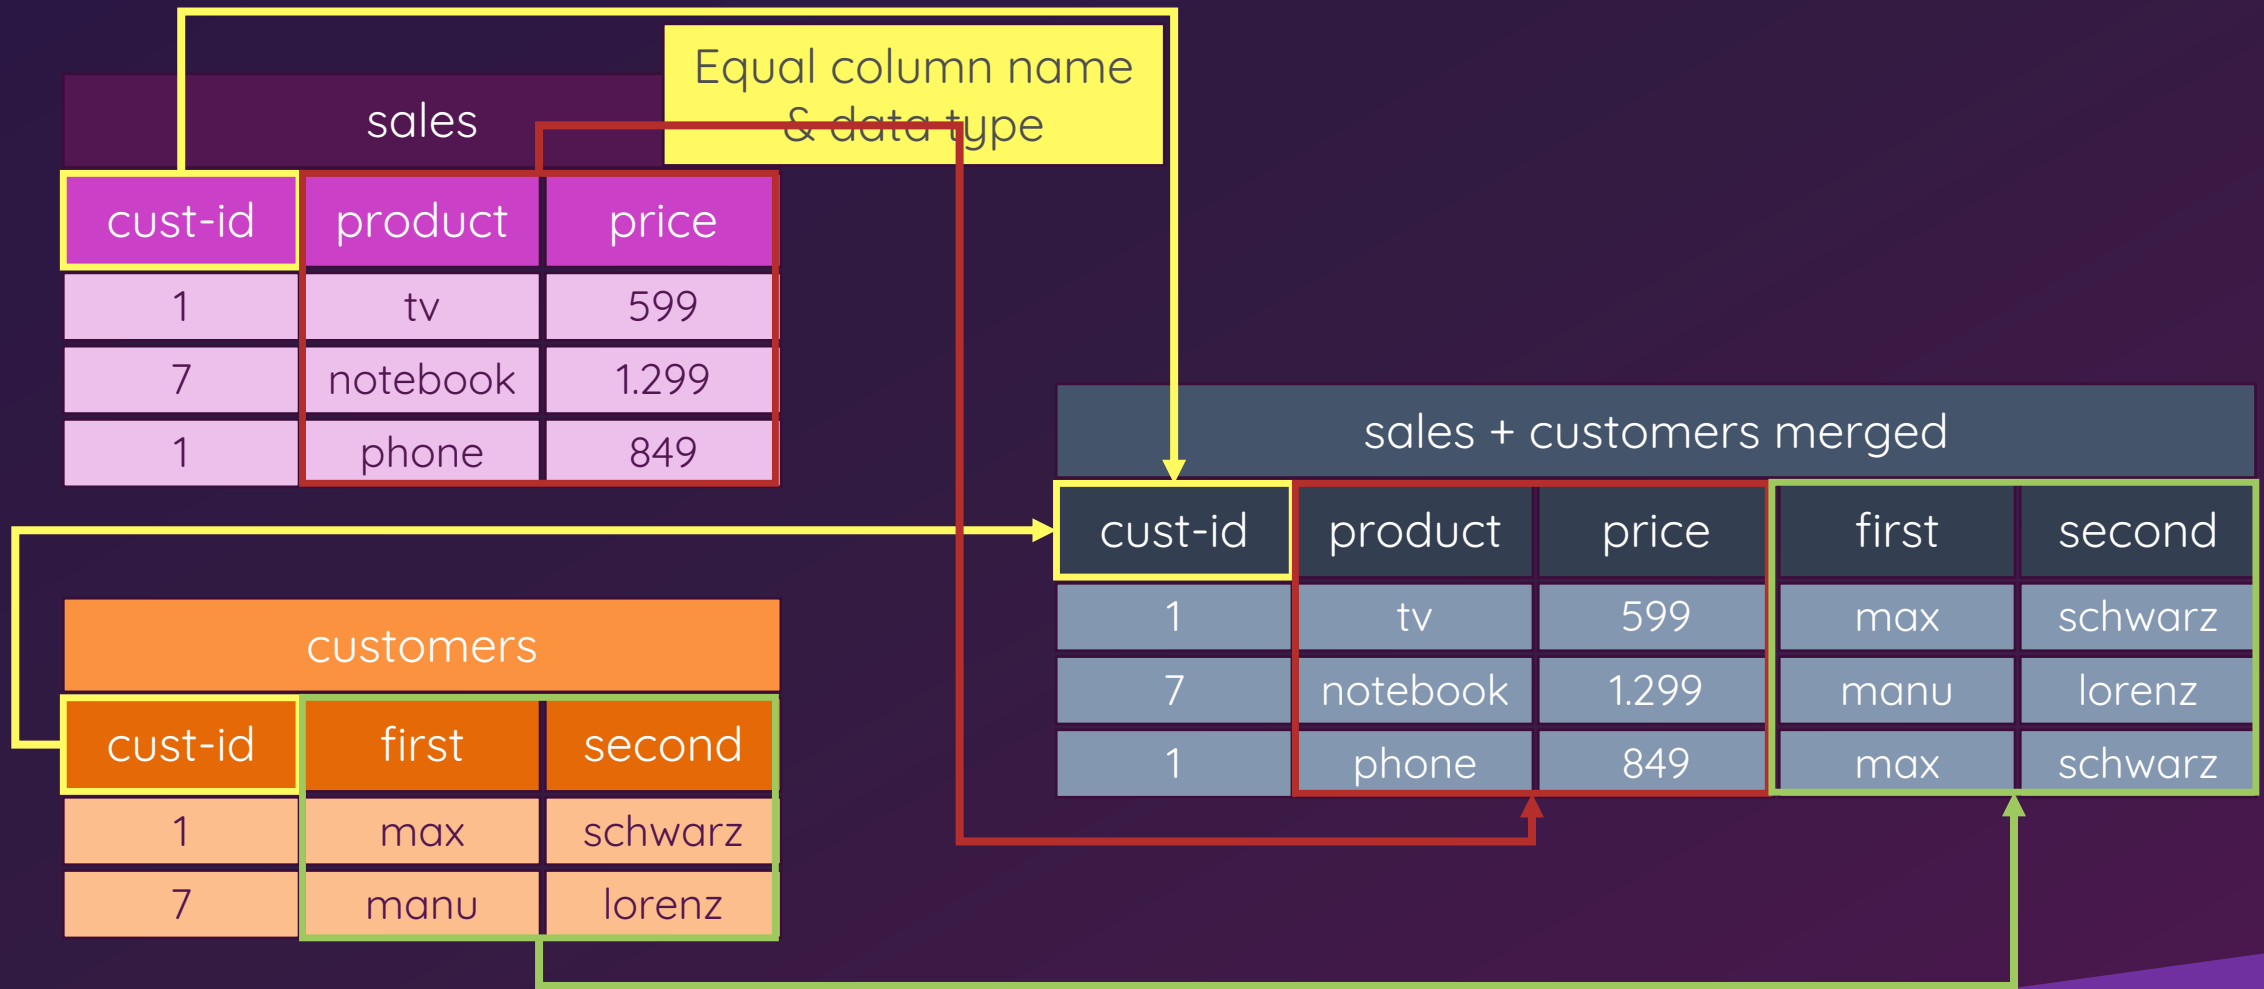 Equal column name
& data type
sales
cust-id product price
1 tv 599
7 notebook 1.299
1 phone 849
customers
cust-id first second
1 max schwarz
7 manu lorenz
sales + customers merged
cust-id product price first second
1 tv 599 max schwarz
7 notebook 1.299 manu lorenz
1 phone 849 max schwarz